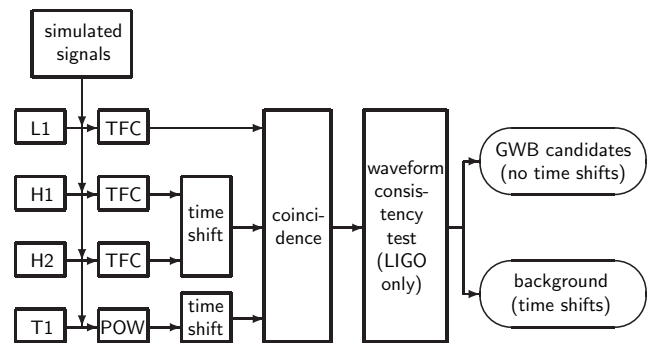 simulated
signals
L1
TFC
H1
TFC
H2
TFC
T1
POW
time
shift
time
shift
coinci-
dence
waveform
consis-
tency
test
(LIGO
only)
GWB candidates
(no time shifts)
background
(time shifts)